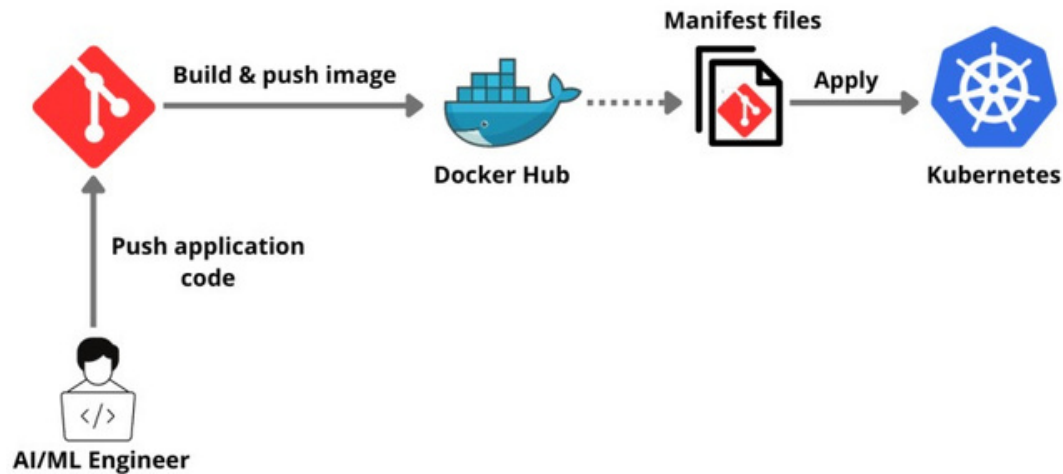 Manifest files
Build & push image
Apply
Docker Hub
Kubernetes
Push application
code
</>
AI/ML Engineer